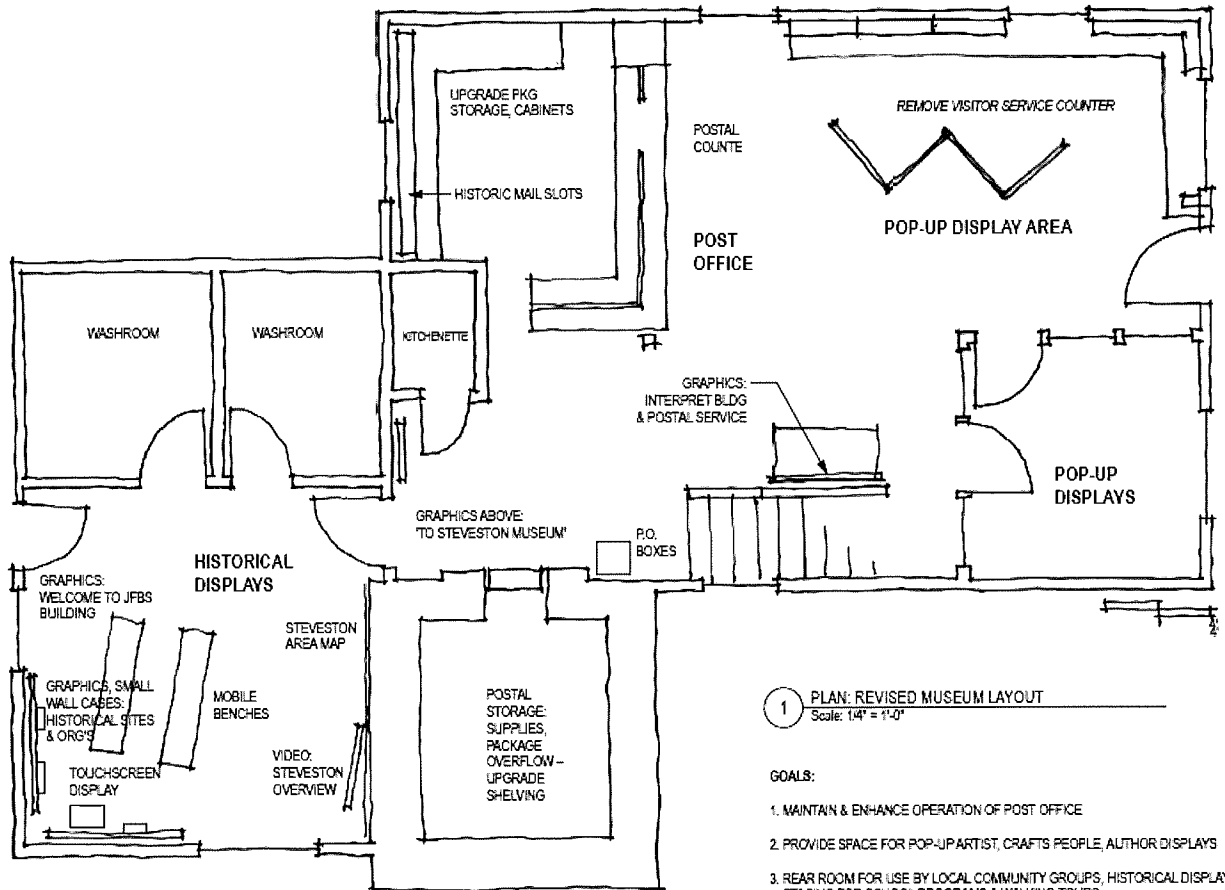 UPGRADE PKG
STORAGE, CABINETS
HISTORIC MAIL SLOTS
POSTAL
COUNTE
POST
OFFICE
REMOVE VISITOR SERVICE COUNTER
POP-UP DISPLAY AREA
WASHROOM
WASHROOM
KITCHENETTE
GRAPHICS:
INTERPRET BLDG
& POSTAL SERVICE
POP-UP
DISPLAYS
GRAPHICS ABOVE:
'TO STEVESTON MUSEUM'
P.O.
BOXES
HISTORICAL
DISPLAYS
GRAPHICS:
WELCOME TO JFBS
BUILDING
STEVESTON
AREA MAP
GRAPHICS, SMALL
WALL CASES:
HISTORICAL SITES
& ORG'S
MOBILE
BENCHES
TOUCHSCREEN
DISPLAY
VIDEO:
STEVESTON
OVERVIEW
POSTAL
STORAGE:
SUPPLIES,
PACKAGE
OVERFLOW –
UPGRADE
SHELVING
1 PLAN: REVISED MUSEUM LAYOUT
Scale: 1/4" = 1'-0"
GOALS:
1. MAINTAIN & ENHANCE OPERATION OF POST OFFICE
2. PROVIDE SPACE FOR POP-UP ARTIST, CRAFTS PEOPLE, AUTHOR DISPLAYS
3. REAR ROOM FOR USE BY LOCAL COMMUNITY GROUPS, HISTORICAL DISPLAY